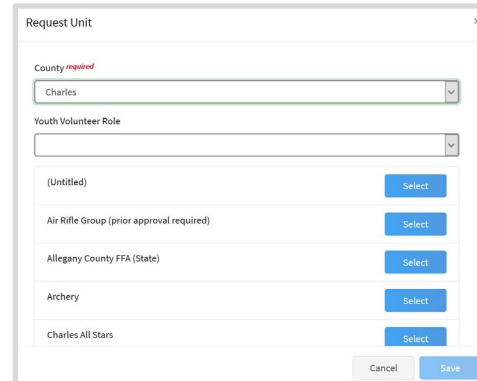 Request Unit
County required
Charles
Youth Volunteer Role
(Untitled) Select
Air Rifle Group (prior approval required) Select
Allegany County FFA (State) Select
Archery Select
Charles All Stars Select
Cancel Save